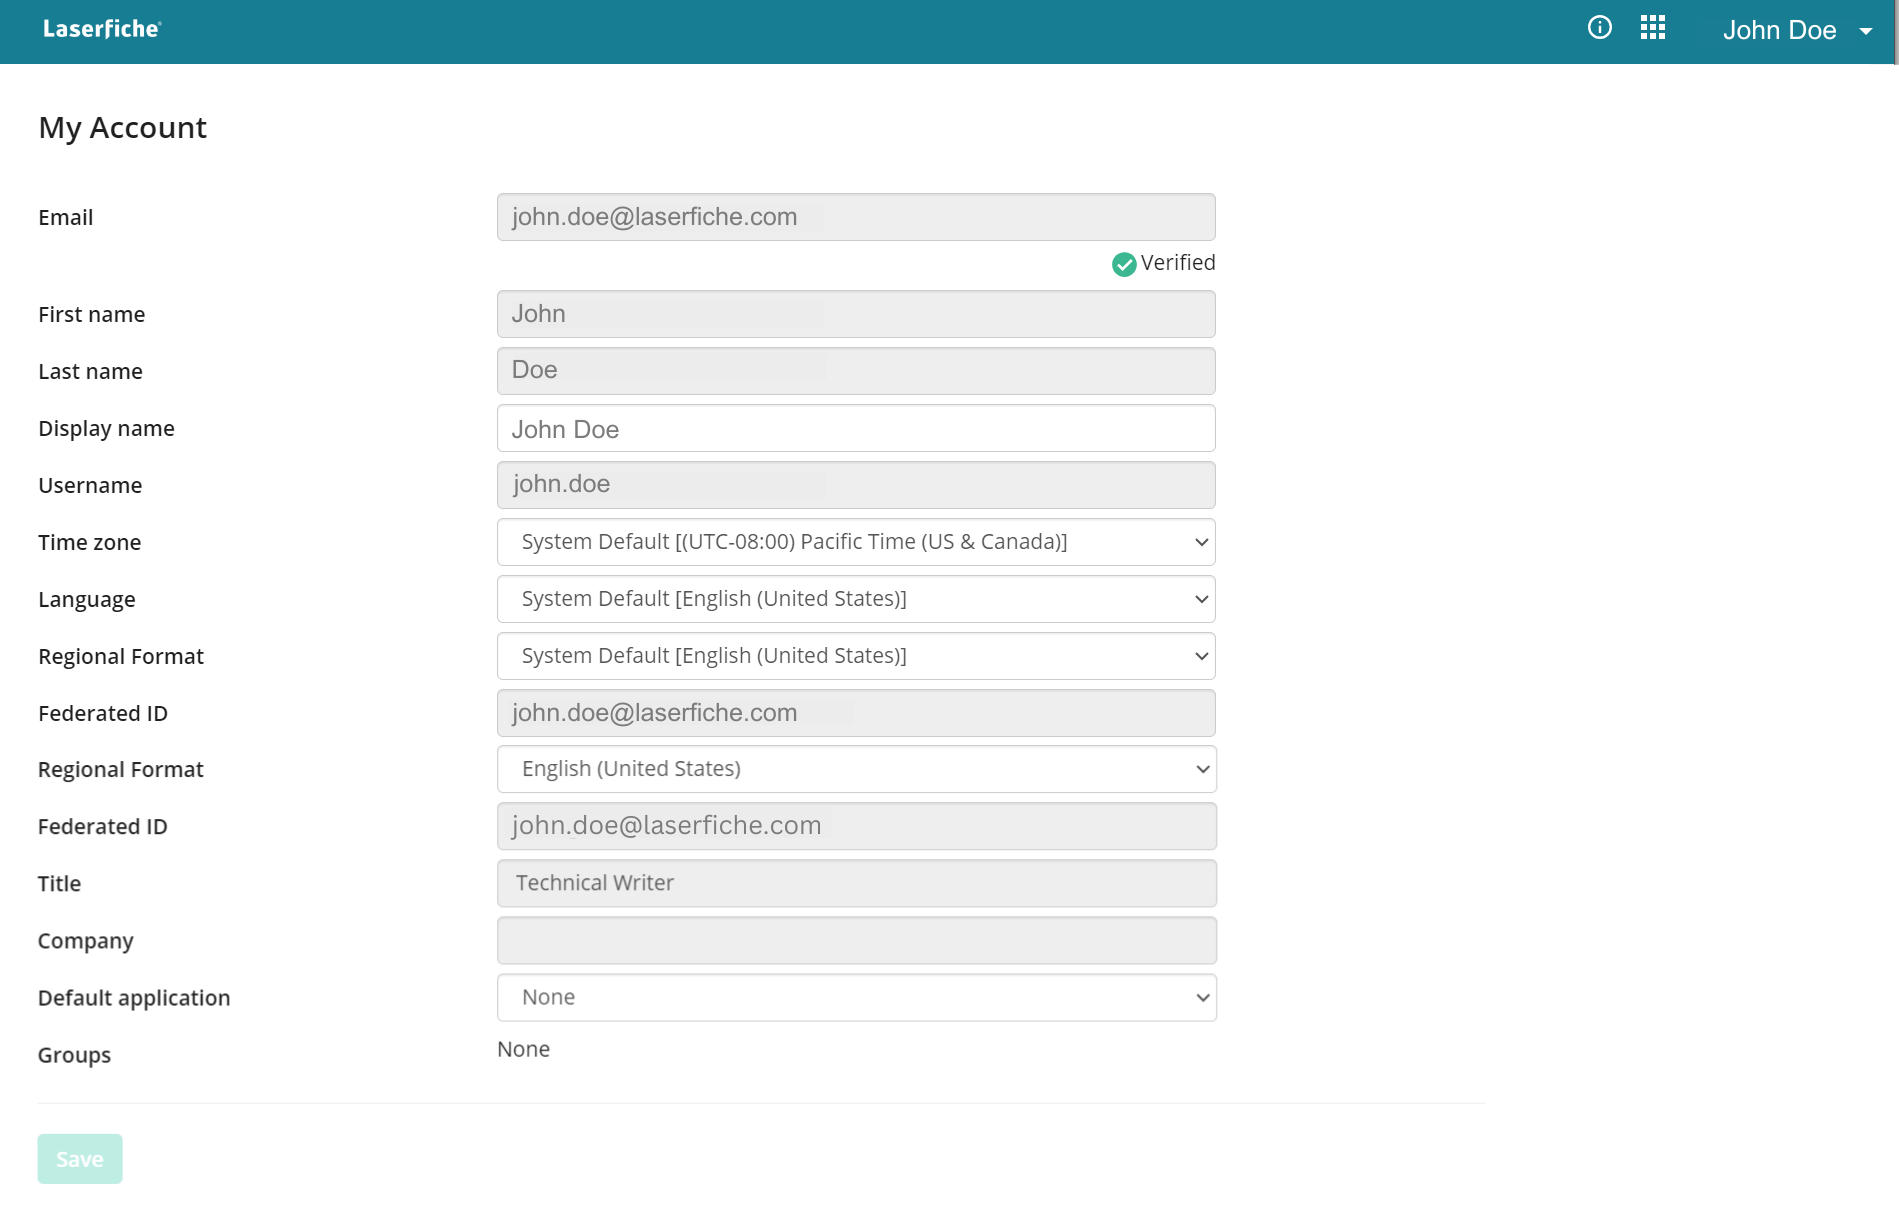 Laserfiche
John Doe
My Account
Email
john.doe@laserfiche.com
Verified
First name
John
Last name
Doe
Display name
John Doe
Username
john.doe
Time zone
System Default [(UTC-08:00) Pacific Time (US & Canada)]
Language
System Default [English (United States)]
Regional Format
System Default [English (United States)]
Federated ID
john.doe@laserfiche.com
Regional Format
English (United States)
Federated ID
john.doe@laserfiche.com
Title
Technical Writer
Company
Default application
None
Groups
None
Save